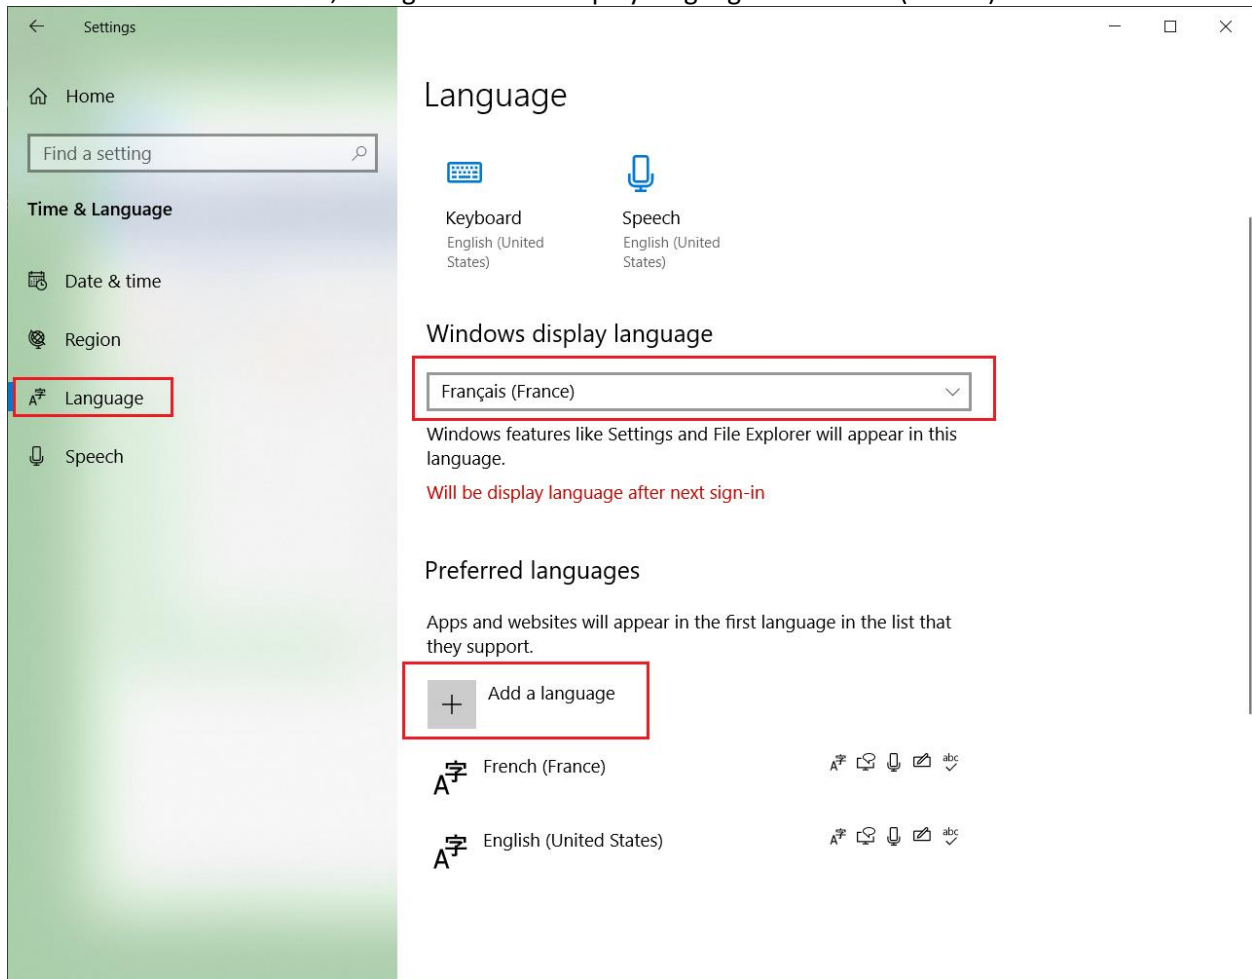 Settings
Home
Find a setting
Time & Language
Date & time
Region
Language
Speech
Language
Keyboard
English (United
States)
Speech
English (United
States)
Windows display language
Français (France)
Windows features like Settings and File Explorer will appear in this
language.
Will be display language after next sign-in
Preferred languages
Apps and websites will appear in the first language in the list that
they support.
Add a language
French (France)
English (United States)